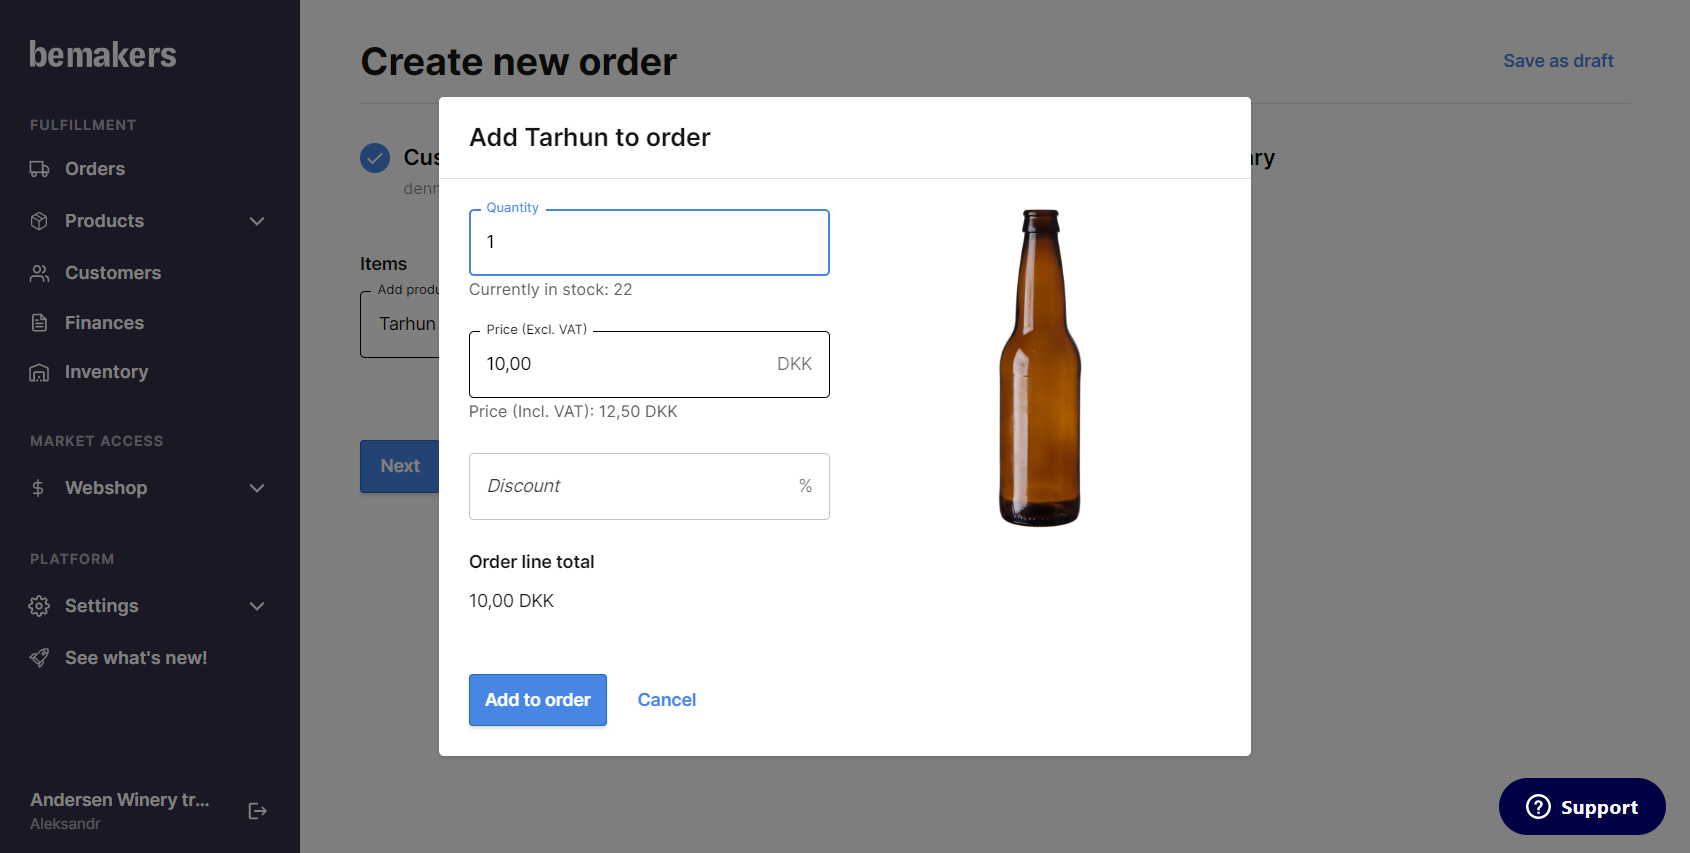 bemakers
Create new order
Save as draft
FULFILLMENT
Orders
Products
Customers
Finances
Inventory
MARKET ACCESS
Webshop
PLATFORM
Settings
See what's new!
Andersen Winery tr...
Aleksandr
Items
Add produ
Tarhun
Next
Add Tarhun to order
Quantity
1
Currently in stock: 22
Price (Excl. VAT)
10,00 DKK
Price (Incl. VAT): 12,50 DKK
Discount %
Order line total
10,00 DKK
Add to order Cancel
Support